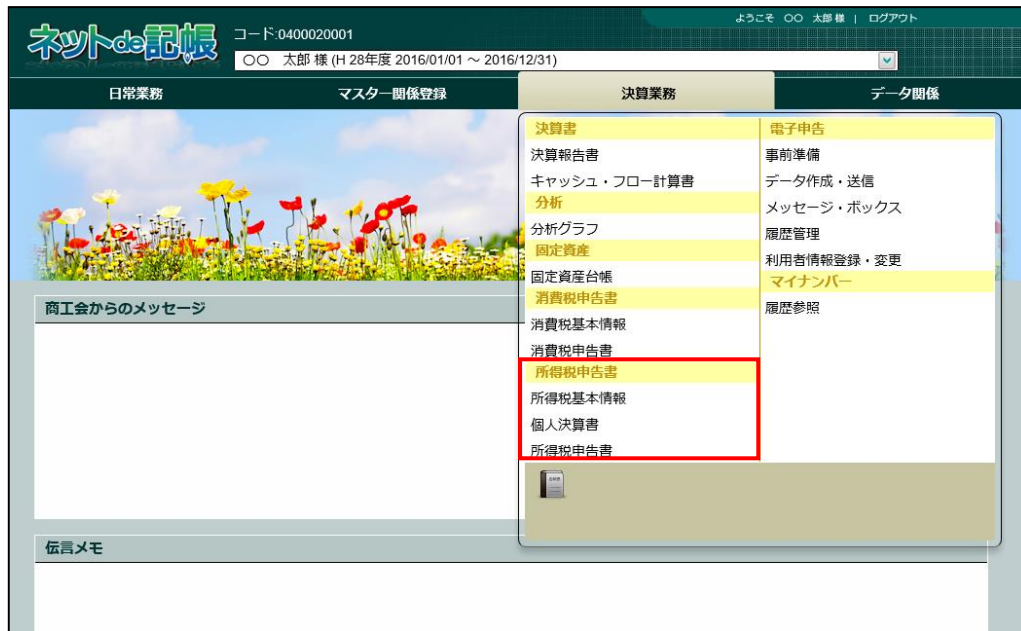 ようこそ 〇〇 太郎 様 | ログアウト
ネットde記帳
コード:0400020001
〇〇 太郎 様 (H 28年度 2016/01/01 ～ 2016/12/31)
日常業務 マスター関係登録 決算業務 データ関係
決算書
決算報告書
キャッシュ・フロー計算書
分析
分析グラフ
固定資産
固定資産台帳
消費税申告書
消費税基本情報
消費税申告書
所得税申告書
所得税基本情報
個人決算書
所得税申告書
電子申告
事前準備
データ作成・送信
メッセージ・ボックス
履歴管理
利用者情報登録・変更
マイナンバー
履歴参照
商工会からのメッセージ
伝言メモ